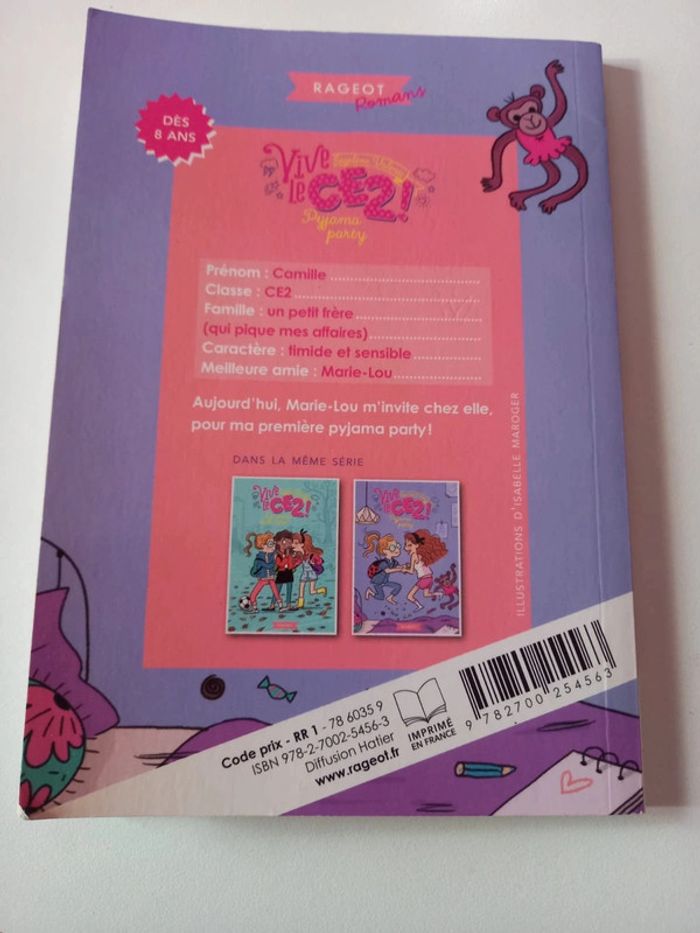 RAGEOT
Romans
DÈS
8 ANS
VIVE
LE CE2!
Pyjama
party
Prénom : Camille
Classe : CE2
Famille : un petit frère
(qui pique mes affaires)
Caractère : timide et sensible
Meilleure amie : Marie-Lou
Aujourd'hui, Marie-Lou m'invite chez elle,
pour ma première pyjama party!
DANS LA MÊME SÉRIE
VIVE
LE CE2!
VIVE
LE CE2!
Pyjama
party
ILLUSTRATIONS D'ISABELLE MAROGER
Code prix - RR 1 - 78 6035 9
ISBN 978-2-7002-5456-3
Diffusion Hatier
www.rageot.fr
IMPRIMÉ
EN FRANCE
9 782700 254563